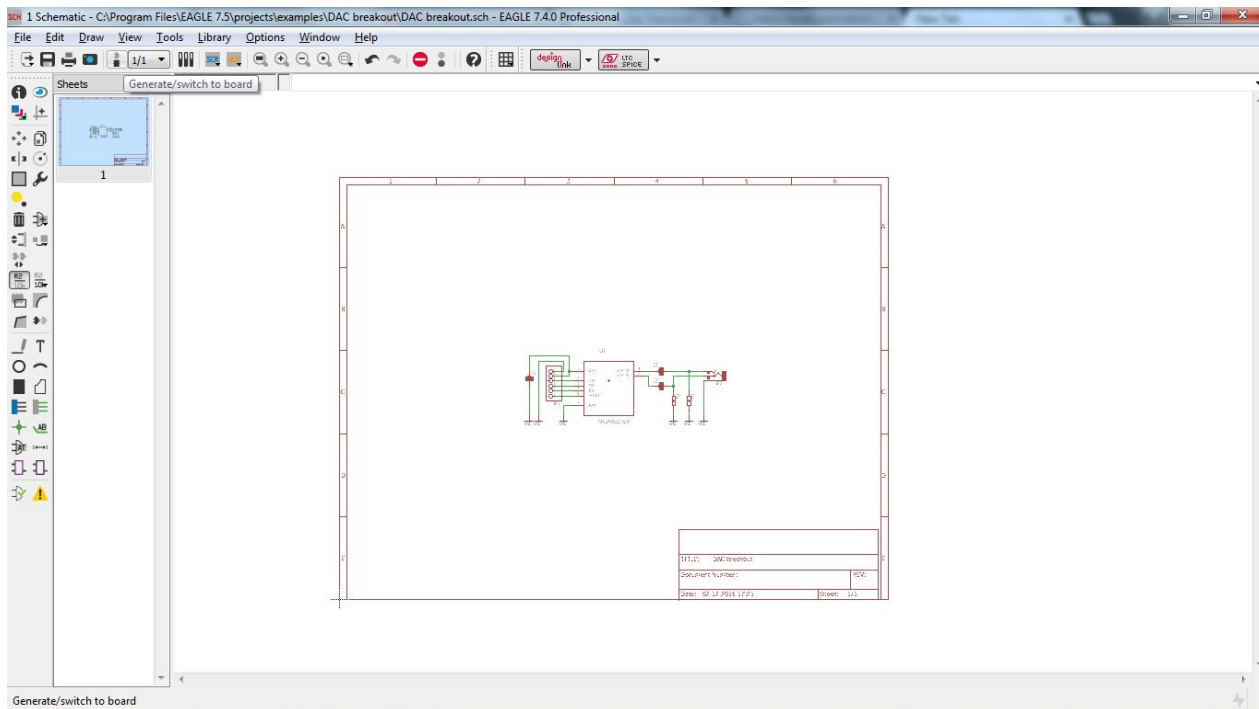 1 Schematic - C:\Program Files\EAGLE 7.5\projects\examples\DAC breakout\DAC breakout.sch - EAGLE 7.4.0 Professional
File Edit Draw View Tools Library Options Window Help
1/1
design link
LTC SPICE
Sheets
Generate/switch to board
1
1 2 3 4 5 6
A A
B
C C
TITLE: DAC breakout
Document Number:
REV:
Date:
Sheet: 1/1
Generate/switch to board